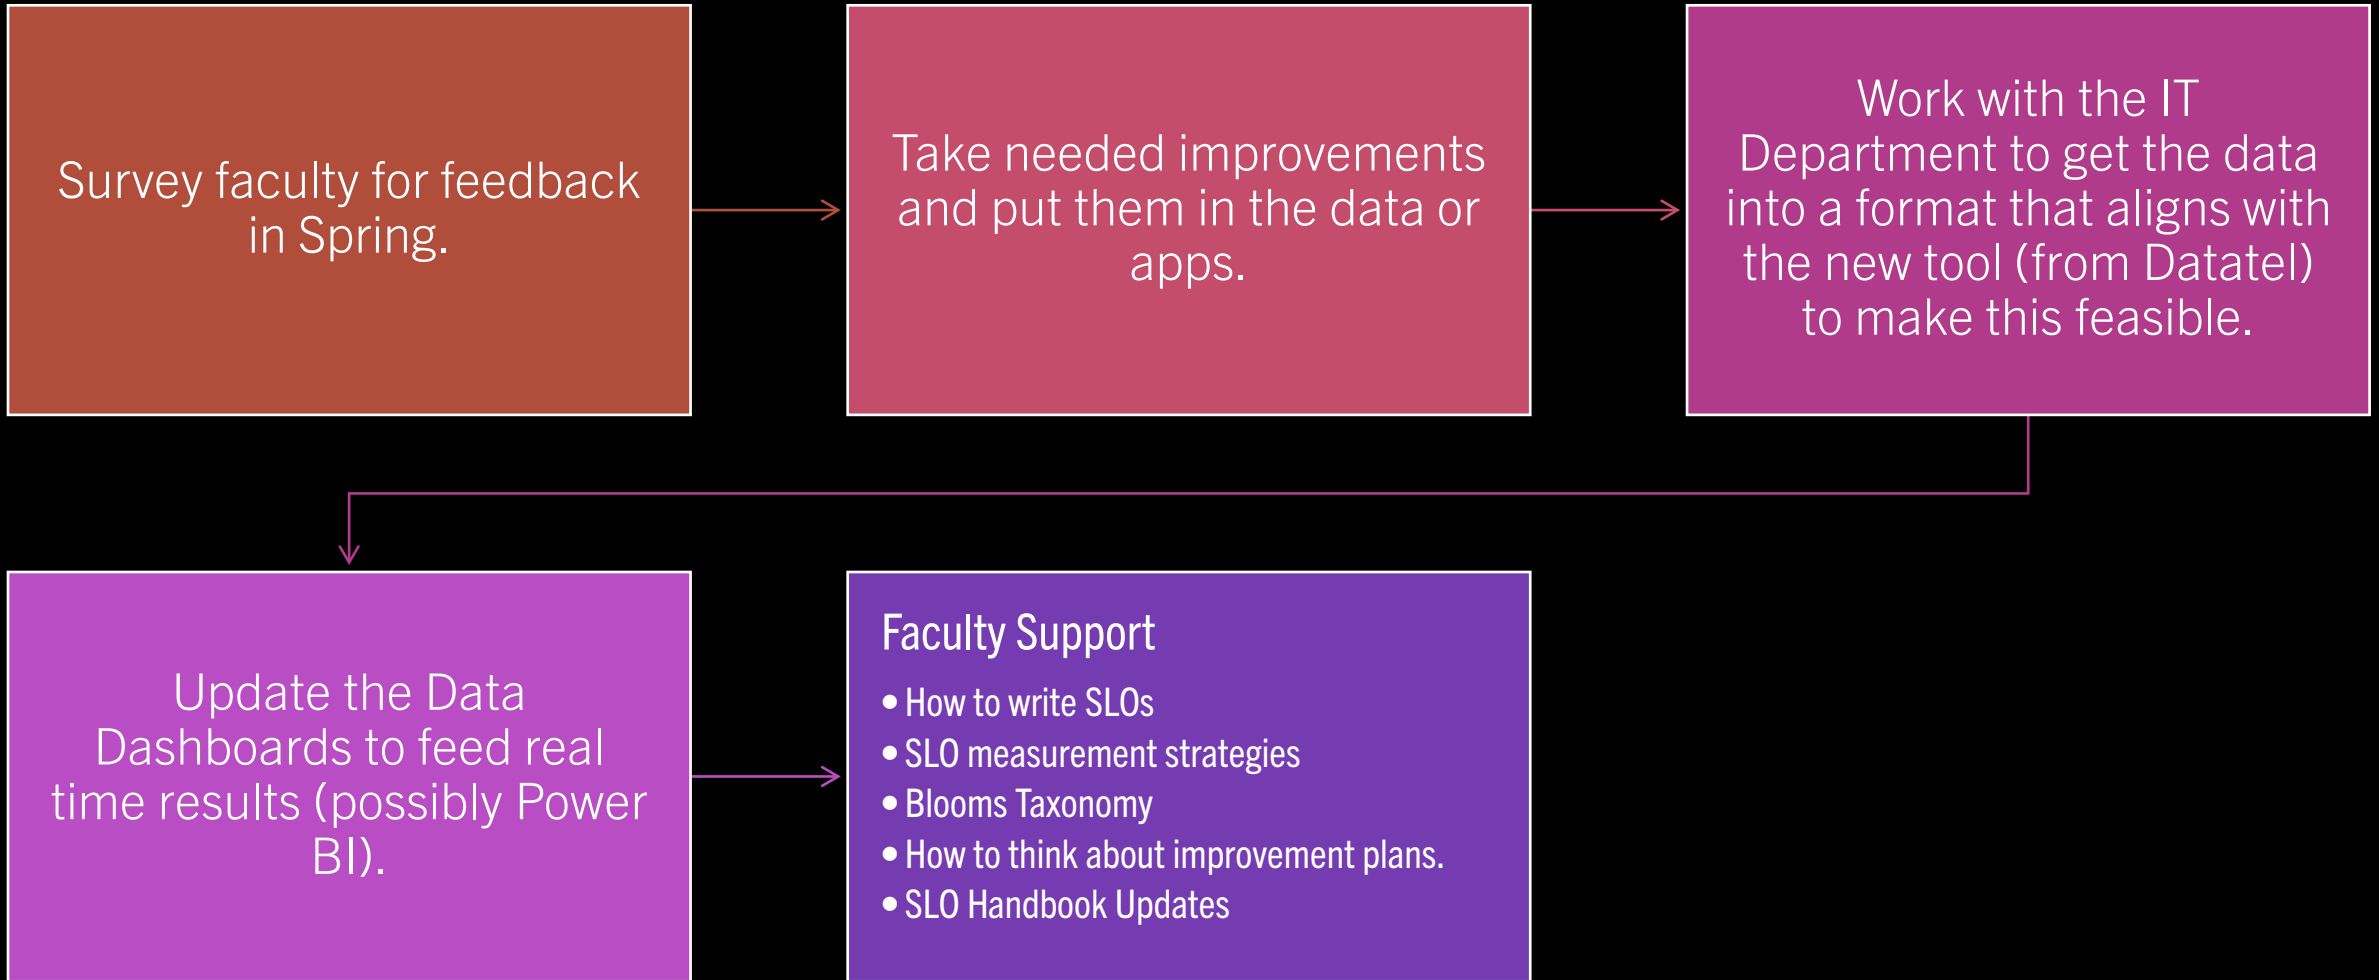 Survey faculty for feedback
in Spring.
Take needed improvements
and put them in the data or
apps.
Work with the IT
Department to get the data
into a format that aligns with
the new tool (from Datatel)
to make this feasible.
Update the Data
Dashboards to feed real
time results (possibly Power
BI).
Faculty Support
• How to write SLOs
• SLO measurement strategies
• Blooms Taxonomy
• How to think about improvement plans.
• SLO Handbook Updates